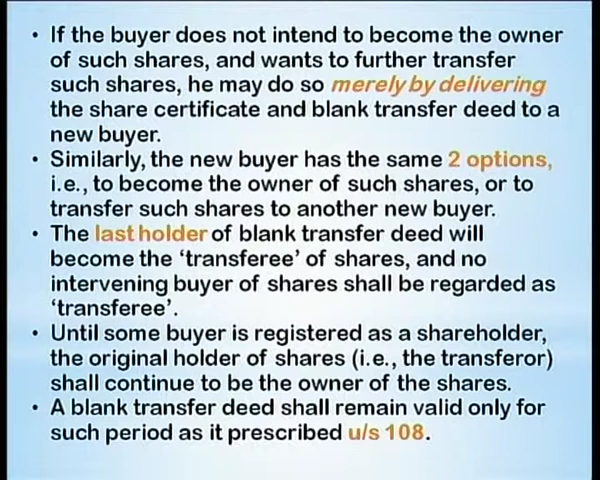 • If the buyer does not intend to become the owner
of such shares, and wants to further transfer
such shares, he may do so merely by delivering
the share certificate and blank transfer deed to a
new buyer.
• Similarly, the new buyer has the same 2 options,
i.e., to become the owner of such shares, or to
transfer such shares to another new buyer.
• The last holder of blank transfer deed will
become the ‘transferee’ of shares, and no
intervening buyer of shares shall be regarded as
‘transferee’.
• Until some buyer is registered as a shareholder,
the original holder of shares (i.e., the transferor)
shall continue to be the owner of the shares.
• A blank transfer deed shall remain valid only for
such period as it prescribed u/s 108.